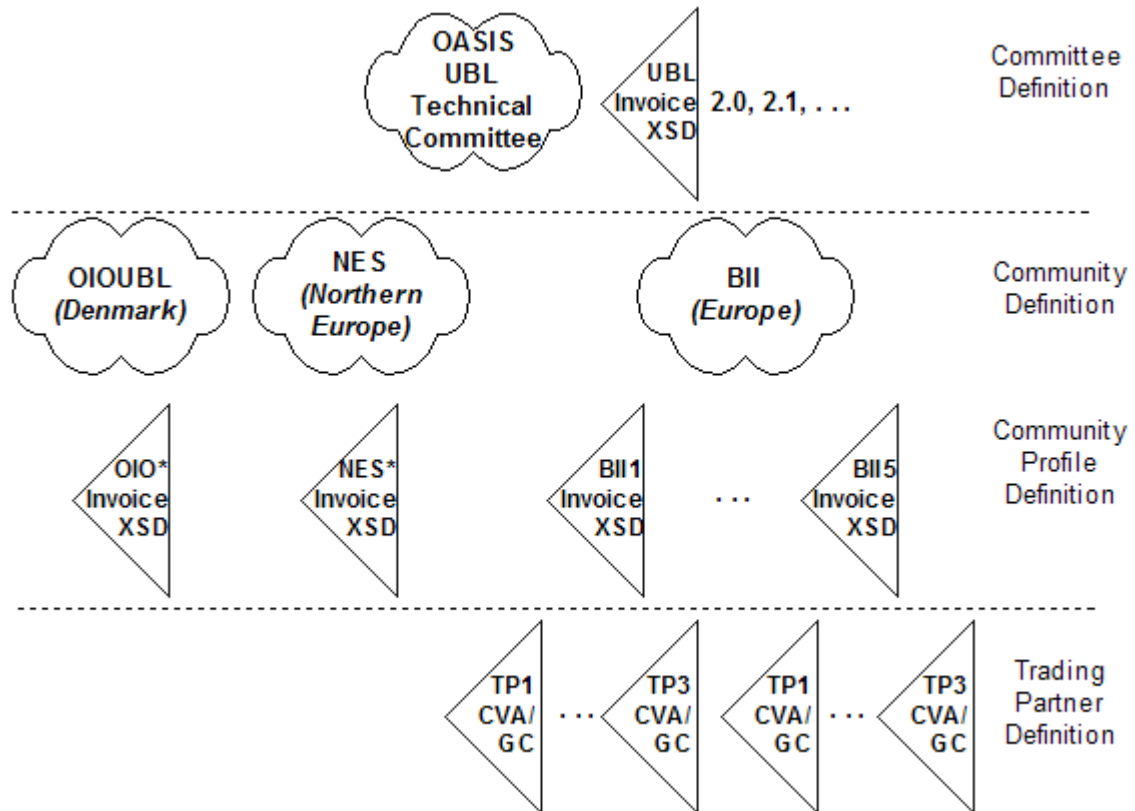 OASIS
UBL
Technical
Committee
UBL
Invoice
XSD
2.0, 2.1, . . .
Committee
Definition
OIOUBL
(Denmark)
NES
(Northern
Europe)
BII
(Europe)
Community
Definition
OIO*
Invoice
XSD
NES*
Invoice
XSD
BII1
Invoice
XSD
. . .
BII5
Invoice
XSD
Community
Profile
Definition
TP1
CVA/
GC
. . .
TP3
CVA/
GC
TP1
CVA/
GC
. . .
TP3
CVA/
GC
Trading
Partner
Definition